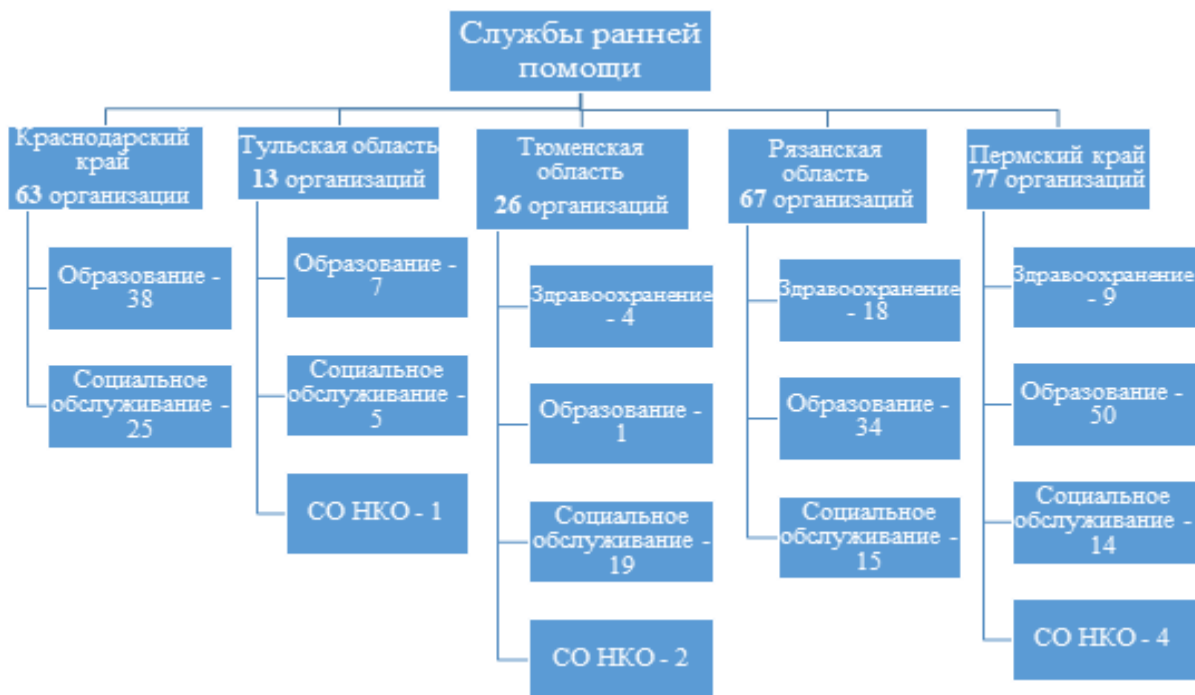 Службы ранней
помощи
Краснодарский
край
63 организации
Образование -
38
Социальное
обслуживание -
25
Тульская область
13 организаций
Образование -
7
Социальное
обслуживание -
5
СО НКО - 1
Тюменская
область
26 организаций
Здравоохранение
- 4
Образование -
1
Социальное
обслуживание -
19
СО НКО - 2
Рязанская
область
67 организаций
Здравоохранение
- 18
Образование -
34
Социальное
обслуживание -
15
Пермский край
77 организаций
Здравоохранение
- 9
Образование -
50
Социальное
обслуживание -
14
СО НКО - 4